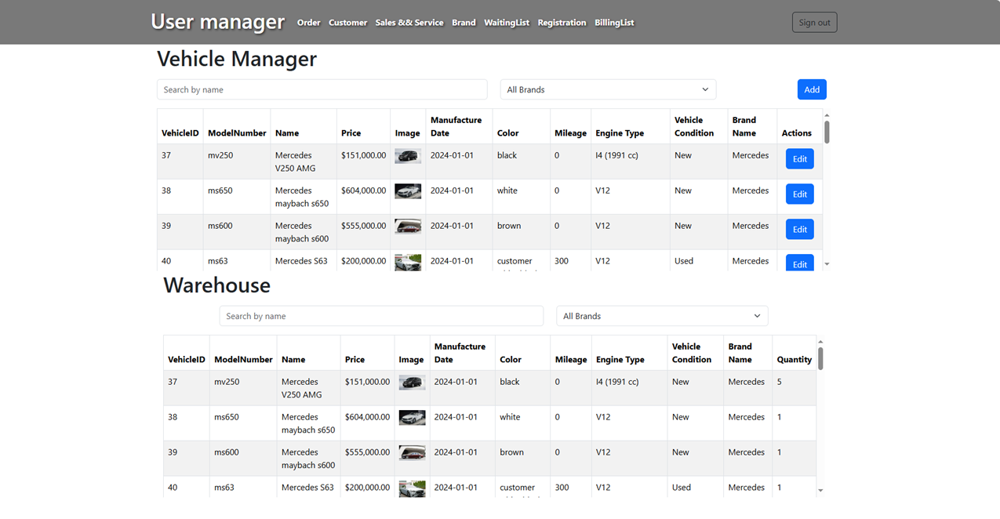 User manager Order Customer Sales && Service Brand WaitingList Registration BillingList Sign out
Vehicle Manager
Search by name All Brands Add
VehicleID ModelNumber Name Price Image Manufacture Date Color Mileage Engine Type Vehicle Condition Brand Name Actions
37 mv250 Mercedes V250 AMG $151,000.00 2024-01-01 black 0 I4 (1991 cc) New Mercedes Edit
38 ms650 Mercedes maybach s650 $604,000.00 2024-01-01 white 0 V12 New Mercedes Edit
39 ms600 Mercedes maybach s600 $555,000.00 2024-01-01 brown 0 V12 New Mercedes Edit
40 ms63 Mercedes S63 $200,000.00 2024-01-01 customer 300 V12 Used Mercedes Edit
Warehouse
Search by name All Brands
VehicleID ModelNumber Name Price Image Manufacture Date Color Mileage Engine Type Vehicle Condition Brand Name Quantity
37 mv250 Mercedes V250 AMG $151,000.00 2024-01-01 black 0 I4 (1991 cc) New Mercedes 5
38 ms650 Mercedes maybach s650 $604,000.00 2024-01-01 white 0 V12 New Mercedes 1
39 ms600 Mercedes maybach s600 $555,000.00 2024-01-01 brown 0 V12 New Mercedes 1
40 ms63 Mercedes S63 $200,000.00 2024-01-01 customer 300 V12 Used Mercedes 1